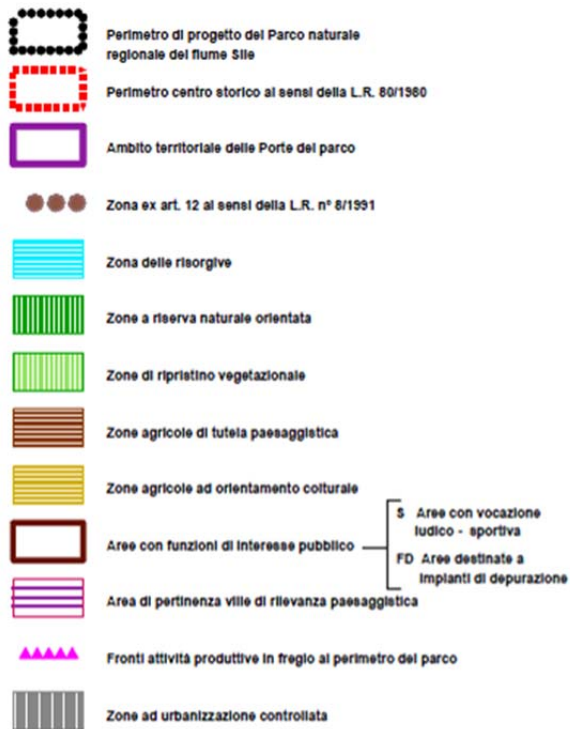 Perimetro di progetto del Parco naturale
regionale del fiume Sile
Perimetro centro storico ai sensi della L.R. 80/1980
Ambito territoriale delle Porte del parco
Zona ex art. 12 ai sensi della L.R. nº 8/1991
Zona delle risorgive
Zone a riserva naturale orientata
Zone di ripristino vegetazionale
Zone agricole di tutela paesaggistica
Zone agricole ad orientamento colturale
Aree con funzioni di interesse pubblico
S Aree con vocazione
ludico - sportiva
FD Aree destinate a
impianti di depurazione
Area di pertinenza ville di rilevanza paesaggistica
Fronti attività produttive in fregio al perimetro del parco
Zone ad urbanizzazione controllata